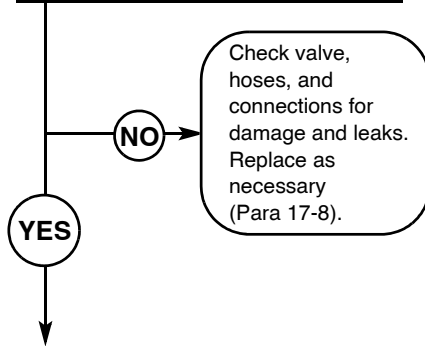 Check valve,
hoses, and
connections for
damage and leaks.
Replace as
necessary
(Para 17-8).
NO
YES